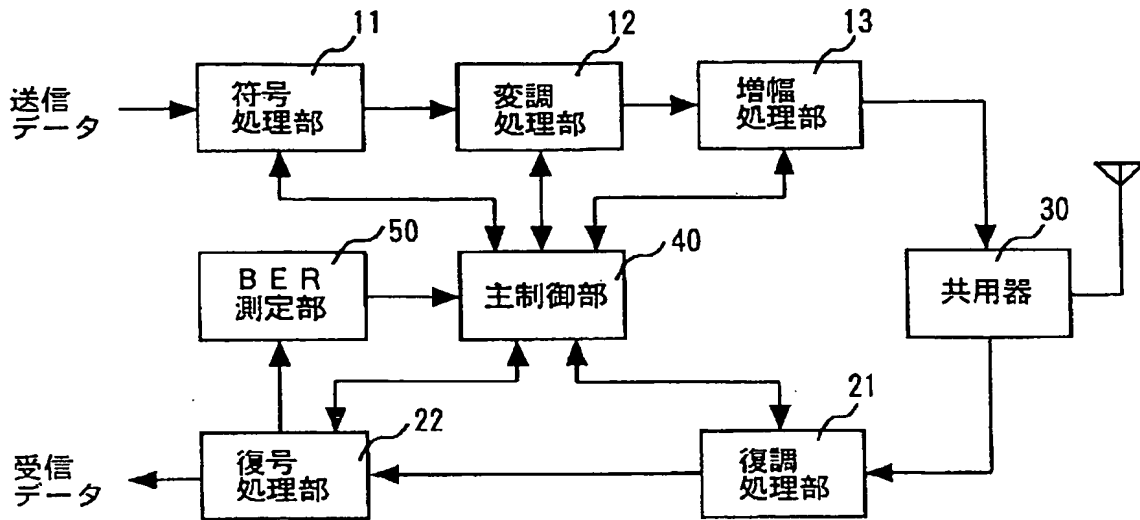 11
12
13
送信
データ
符号
処理部
変調
処理部
増幅
処理部
30
共用器
50
BER
測定部
40
主制御部
22
21
受信
データ
復号
処理部
復調
処理部